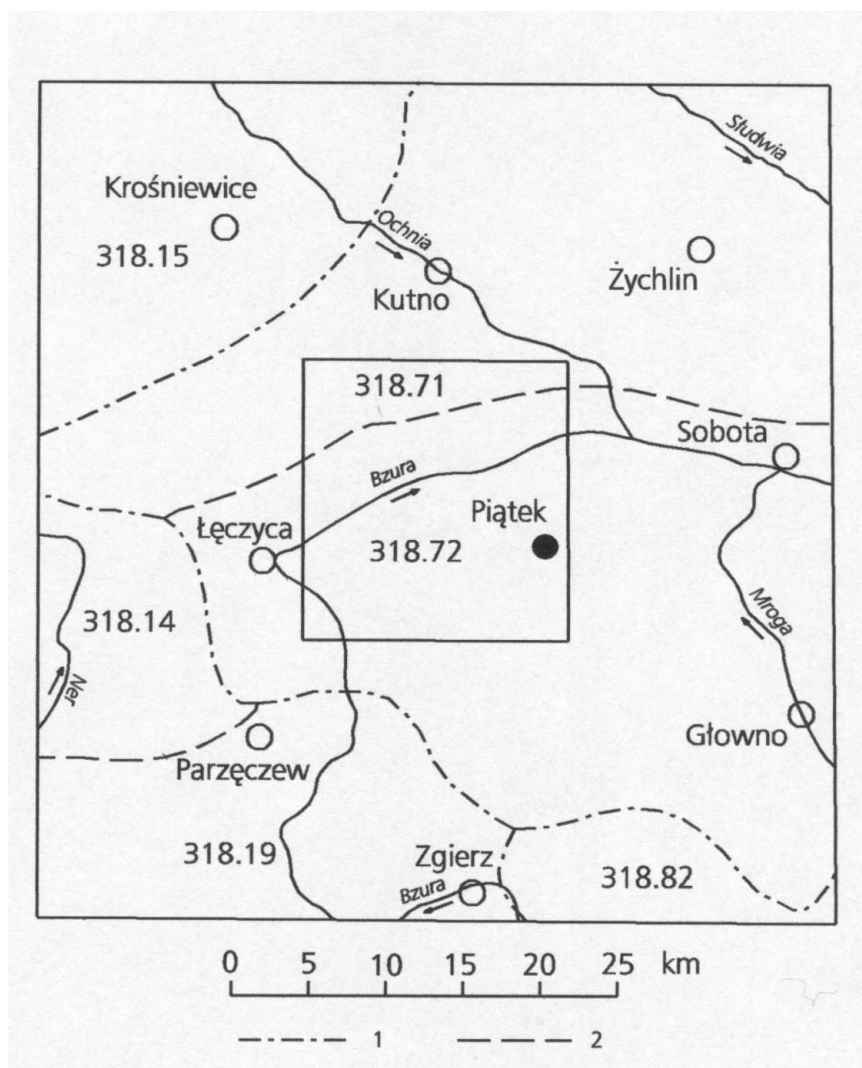 Słudwia
Krośniewice
318.15
Ochnia
Kutno
Żychlin
318.71
Sobota
Bzura
Łęczyca
Piątek
318.72
318.14
Ner
Mroga
Głowno
Parzęczew
318.19
Zgierz
Bzura
318.82
0 5 10 15 20 25 km
1 2